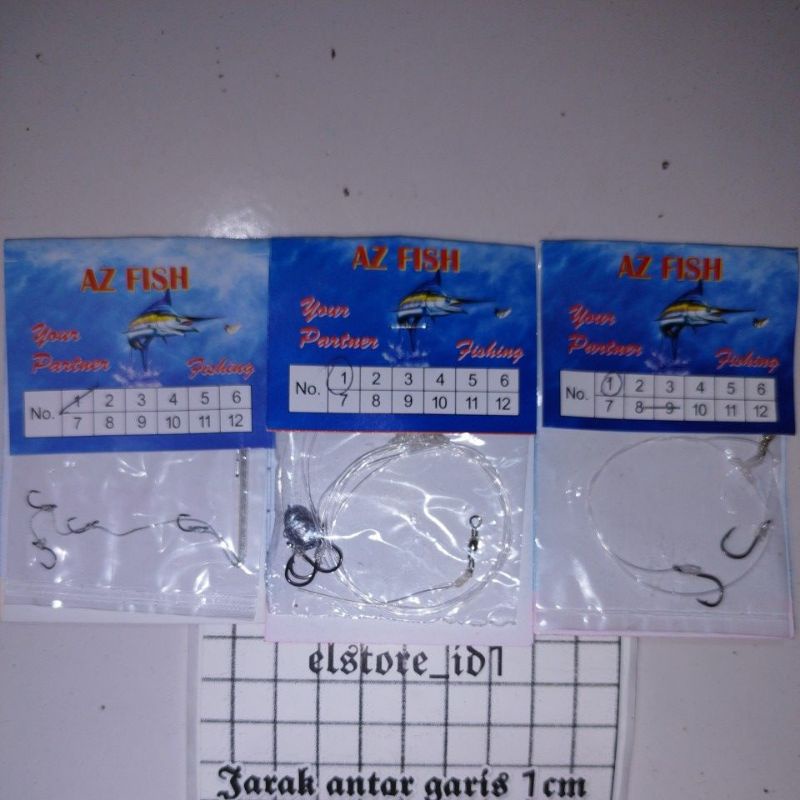 AZ FISH
Your
Partner
Fishing
No. 1 2 3 4 5 6
7 8 9 10 11 12
AZ FISH
Your
Partner
Fishing
No. 1 2 3 4 5 6
7 8 9 10 11 12
AZ FISH
Your
Partner
Fishing
No. 1 2 3 4 5 6
7 8 9 10 11 12
elstore_id1
Jarak antar garis 1cm